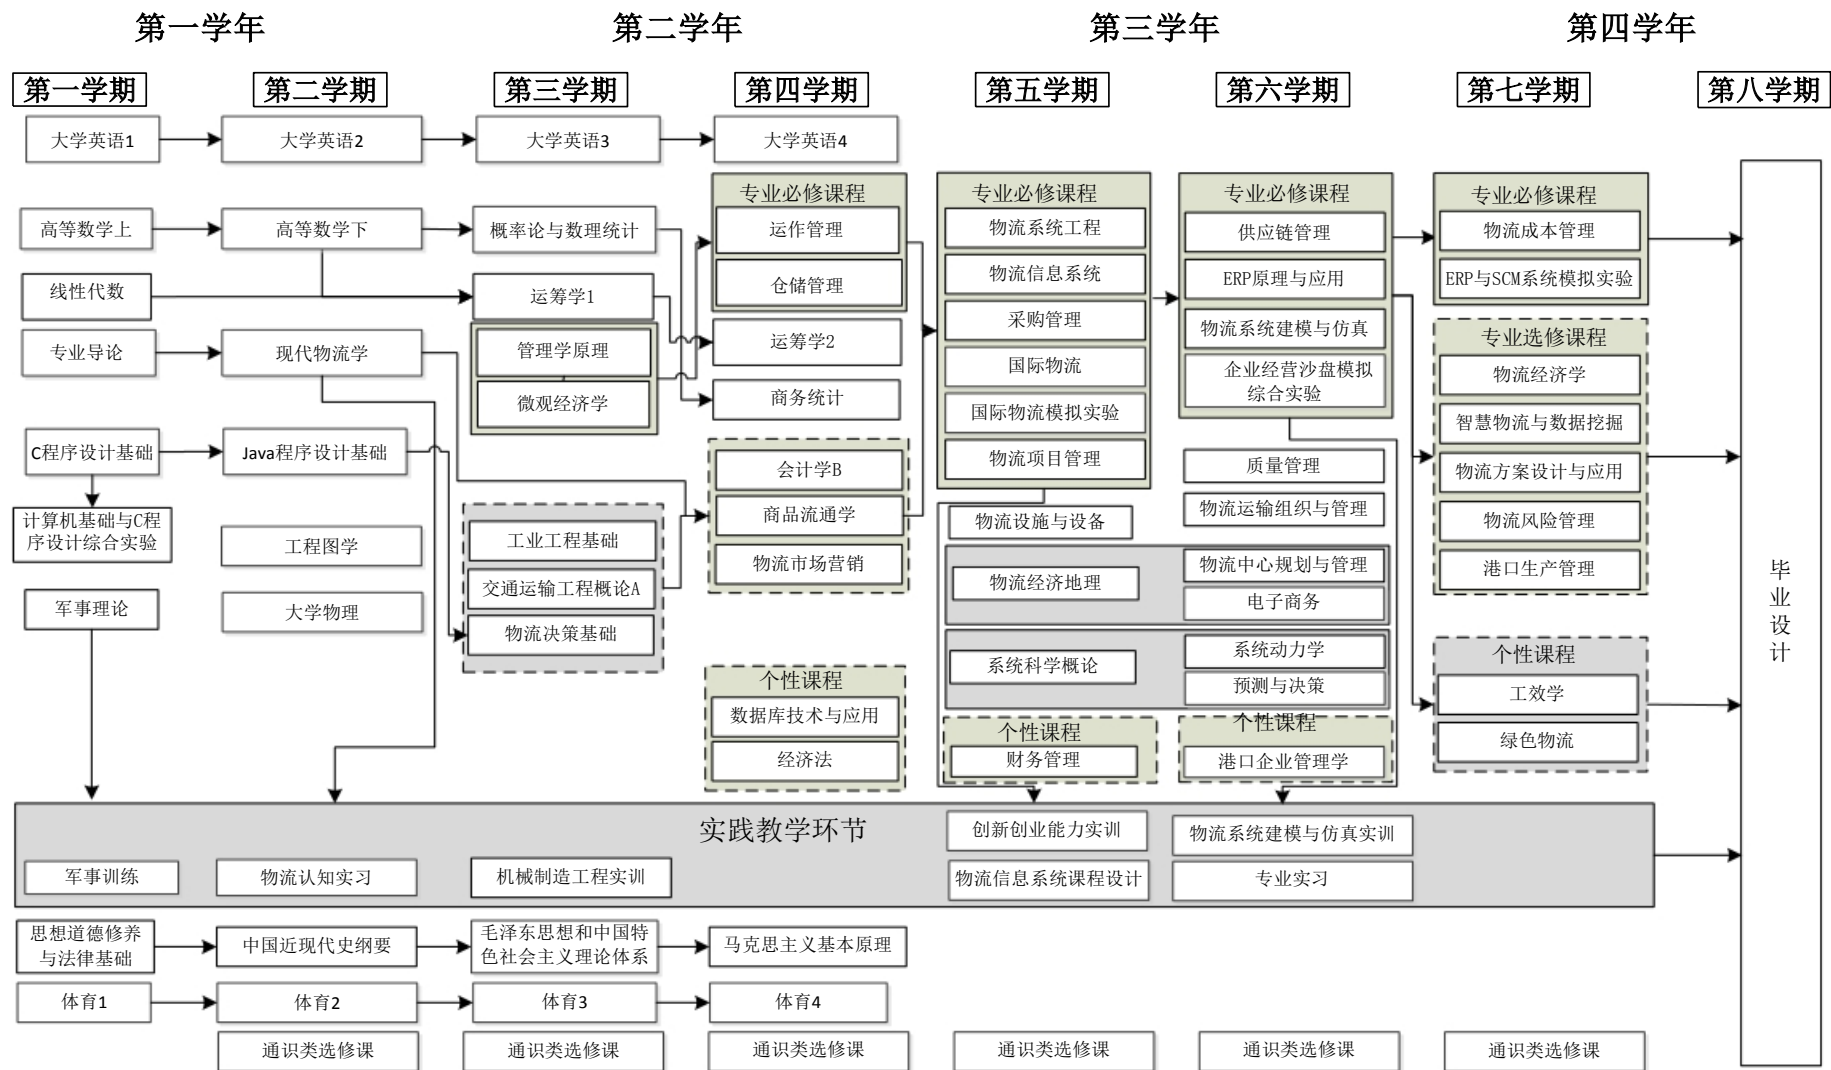 第一学年
第二学年
第三学年
第四学年
第一学期
第二学期
第三学期
第四学期
第五学期
第六学期
第七学期
第八学期
大学英语1
大学英语2
大学英语3
大学英语4
高等数学上
高等数学下
概率论与数理统计
线性代数
运筹学1
专业导论
现代物流学
管理学原理
微观经济学
专业必修课程
运作管理
仓储管理
运筹学2
商务统计
C程序设计基础
Java程序设计基础
计算机基础与C程
序设计综合实验
工程图学
军事理论
大学物理
工业工程基础
交通运输工程概论A
物流决策基础
会计学B
商品流通学
物流市场营销
个性课程
数据库技术与应用
经济法
专业必修课程
物流系统工程
物流信息系统
采购管理
国际物流
国际物流模拟实验
物流项目管理
物流设施与设备
物流经济地理
系统科学概论
个性课程
财务管理
专业必修课程
供应链管理
ERP原理与应用
物流系统建模与仿真
企业经营沙盘模拟
综合实验
质量管理
物流运输组织与管理
物流中心规划与管理
电子商务
系统动力学
预测与决策
个性课程
港口企业管理学
专业必修课程
物流成本管理
ERP与SCM系统模拟实验
专业选修课程
物流经济学
智慧物流与数据挖掘
物流方案设计与应用
物流风险管理
港口生产管理
个性课程
工效学
绿色物流
毕业设计
实践教学环节
创新创业能力实训
物流系统建模与仿真实训
军事训练
物流认知实习
机械制造工程实训
物流信息系统课程设计
专业实习
思想道德修养
与法律基础
中国近现代史纲要
毛泽东思想和中国特
色社会主义理论体系
马克思主义基本原理
体育1
体育2
体育3
体育4
通识类选修课
通识类选修课
通识类选修课
通识类选修课
通识类选修课
通识类选修课